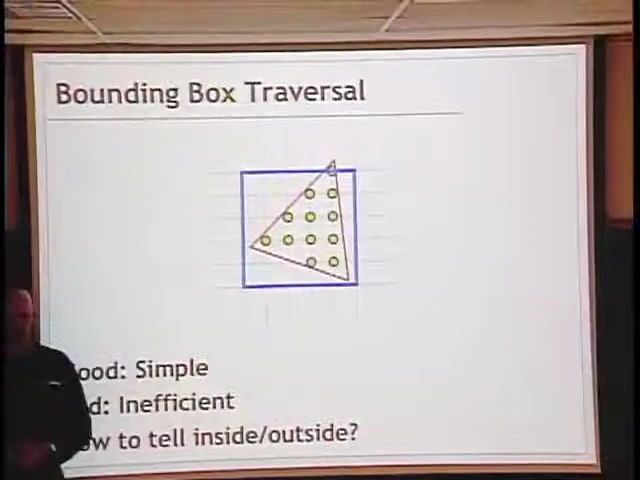 Bounding Box Traversal
ood: Simple
d: Inefficient
w to tell inside/outside?